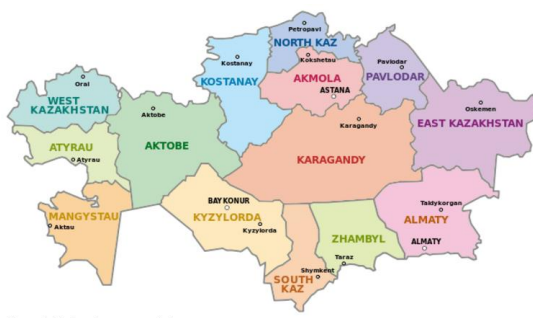 Petropavl
NORTH KAZ
Kostanay
Kokshetau
Pavlodar
KOSTANAY
AKMOLA
PAVLODAR
ASTANA
Oral
WEST
KAZAKHSTAN
Aktobe
Oskemen
EAST KAZAKHSTAN
Karagandy
ATYRAU
Atyrau
AKTOBE
KARAGANDY
MANGYSTAU
Aktau
BAYKONUR
KYZYLORDA
Kyzylorda
Taldykorgan
ALMATY
ALMATY
ZHAMBYL
Taraz
Shymkent
SOUTH
KAZ